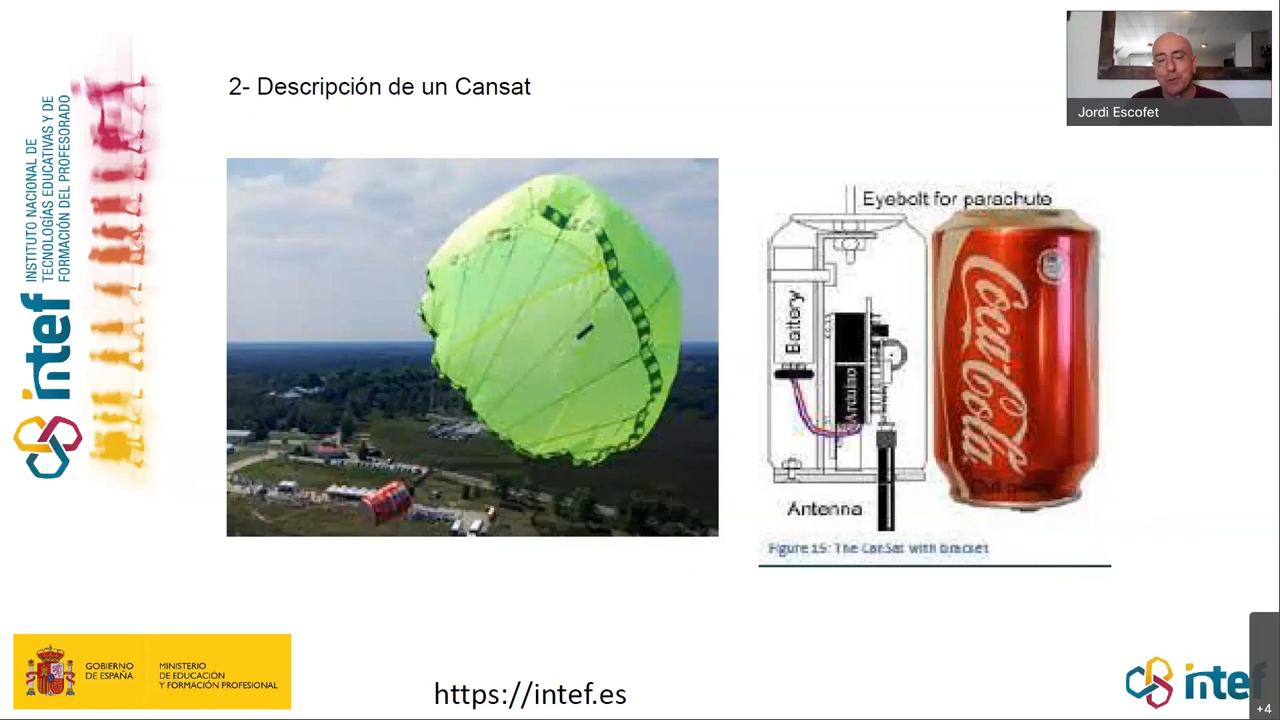 2- Descripción de un Cansat
Jordi Escofet
INSTITUTO NACIONAL DE
TECNOLOGÍAS EDUCATIVAS Y DE
FORMACIÓN DEL PROFESORADO
intef
Eyebolt for parachute
Battery
Arduino
Coca-Cola
Antenna
Figure 15: The CanSat with bracket
GOBIERNO
DE ESPAÑA
MINISTERIO
DE EDUCACIÓN
Y FORMACIÓN PROFESIONAL
https://intef.es
intef
+4